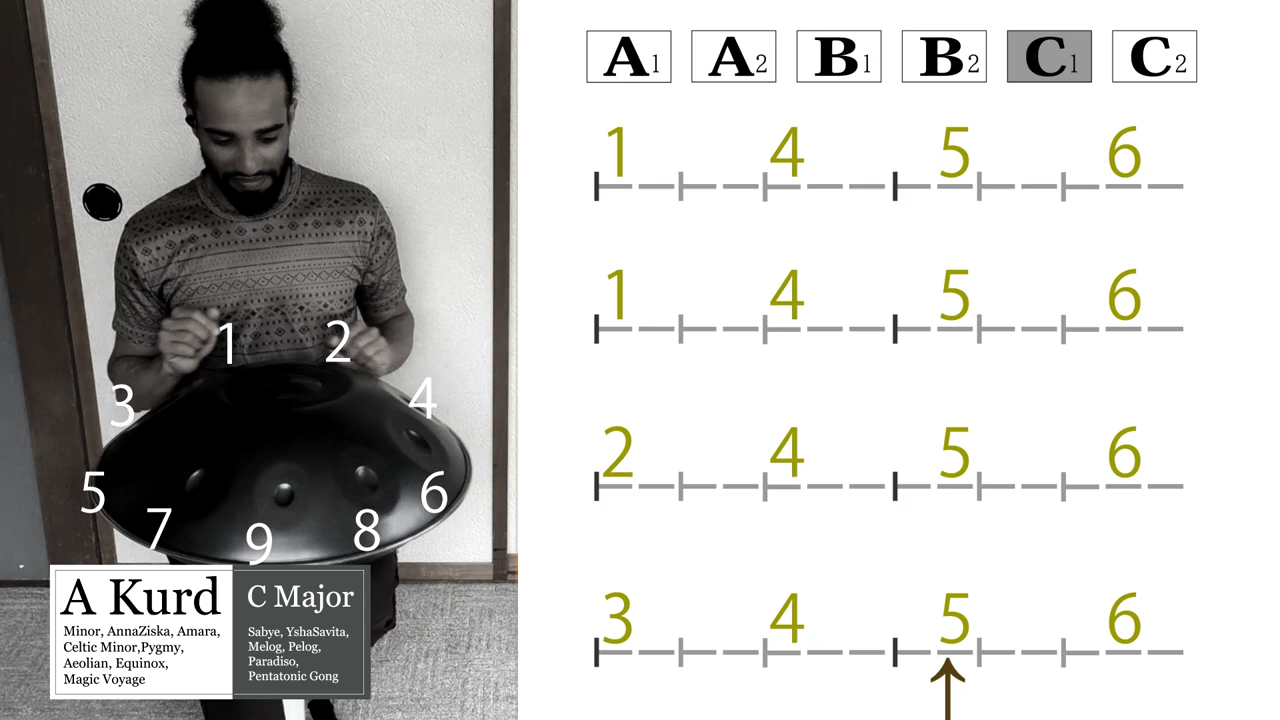 A1 A2 B1 B2 C1 C2
1 4 5 6
1 4 5 6
2 4 5 6
3 4 5 6
1 2
3 4
5 6
7 9 8
A Kurd
Minor, AnnaZiska, Amara,
Celtic Minor,Pygmy,
Aeolian, Equinox,
Magic Voyage
C Major
Sabye, YshaSavita,
Melog, Pelog,
Paradiso,
Pentatonic Gong